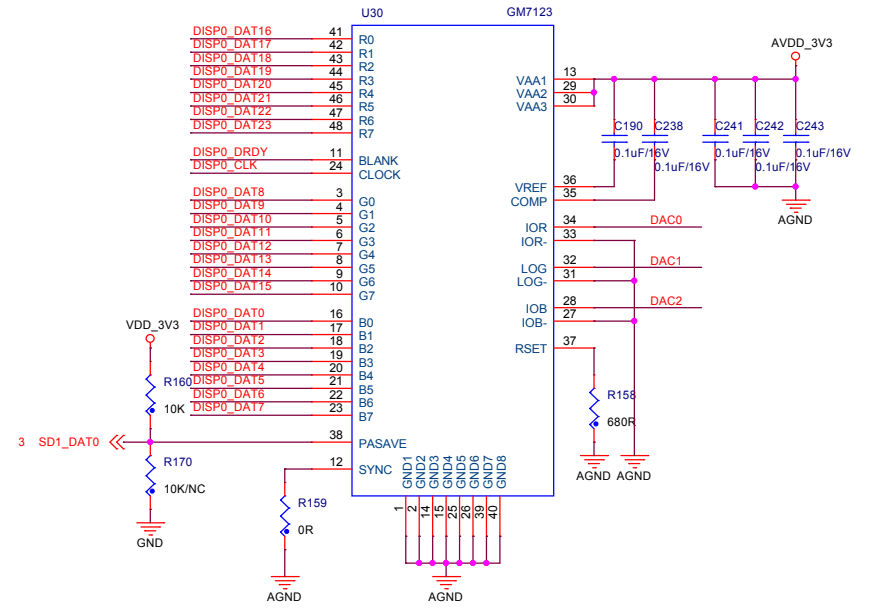 U30 GM7123
DISP0_DAT16 41 R0
DISP0_DAT17 42 R1
DISP0_DAT18 43 R2
DISP0_DAT19 44 R3
DISP0_DAT20 45 R4
DISP0_DAT21 46 R5
DISP0_DAT22 47 R6
DISP0_DAT23 48 R7
DISP0_DRDY 11 BLANK
DISP0_CLK 24 CLOCK
DISP0_DAT8 3 G0
DISP0_DAT9 4 G1
DISP0_DAT10 5 G2
DISP0_DAT11 6 G3
DISP0_DAT12 7 G4
DISP0_DAT13 8 G5
DISP0_DAT14 9 G6
DISP0_DAT15 10 G7
DISP0_DAT0 16 B0
DISP0_DAT1 17 B1
DISP0_DAT2 18 B2
DISP0_DAT3 19 B3
DISP0_DAT4 20 B4
DISP0_DAT5 21 B5
DISP0_DAT6 22 B6
DISP0_DAT7 23 B7
VDD_3V3
R160
10K
3 SD1_DAT0 38 PASAVE
R170
10K/NC
GND
12 SYNC
R159
0R
AGND
GND1 GND2 GND3 GND4 GND5 GND6 GND7 GND8
1 2 14 15 25 26 39 40
AGND
AVDD_3V3
VAA1 13
VAA2 29
VAA3 30
C190 C238 C241 C242 C243
0.1uF/16V 0.1uF/16V 0.1uF/16V
0.1uF/16V 0.1uF/16V
AGND
VREF 36
COMP 35
IOR 34 DAC0
IOR- 33
LOG 32 DAC1
LOG- 31
IOB 28 DAC2
IOB- 27
RSET 37
R158
680R
AGND AGND